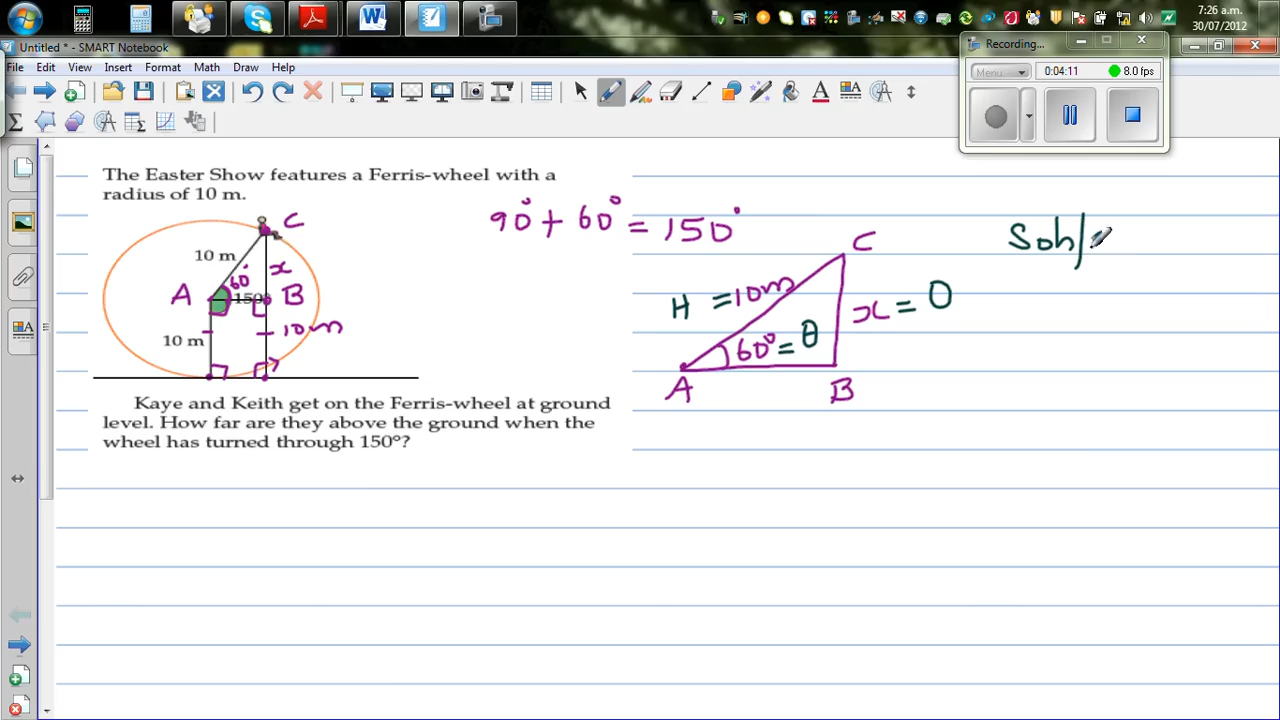 7:26 a.m.
30/07/2012
Untitled * - SMART Notebook
Recording...
File Edit View Insert Format Math Draw Help
Menu
0:04:11
8.0 fps
The Easter Show features a Ferris-wheel with a
radius of 10 m.
90° + 60° = 150°
Soh/
C
C
10 m
x
60°
A
150
B
H = 10m
x = O
10 m
10 m
60° = θ
A
B
Kaye and Keith get on the Ferris-wheel at ground
level. How far are they above the ground when the
wheel has turned through 150°?